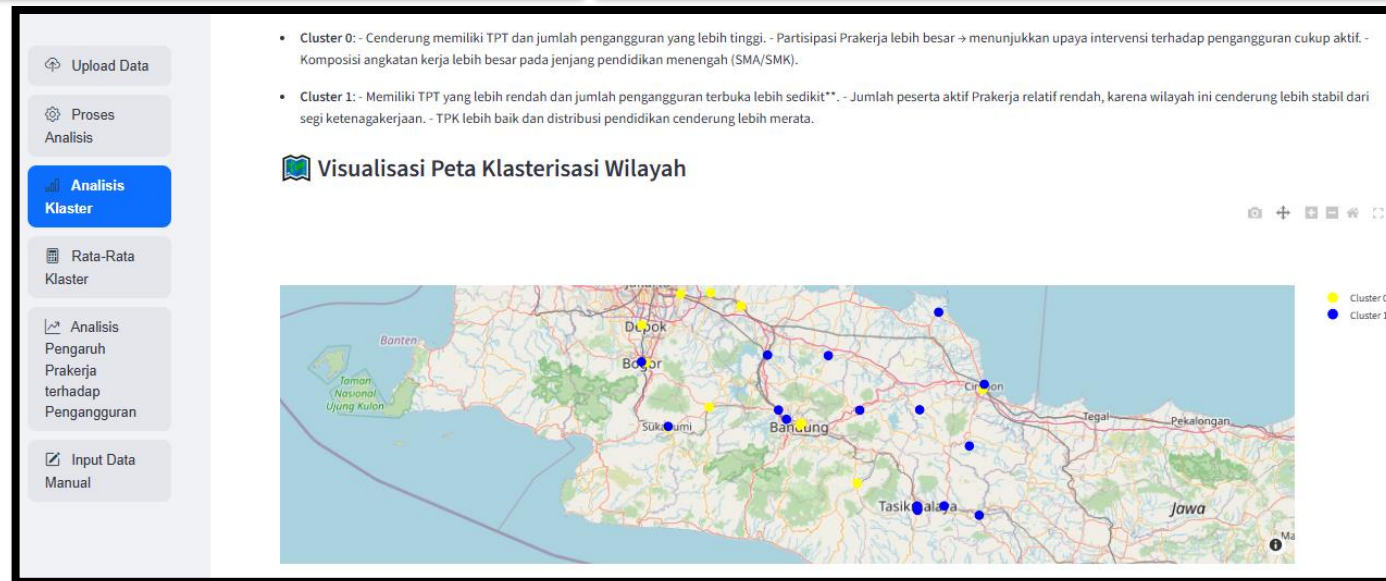 Upload Data
Proses
Analisis
Analisis
Klaster
Rata-Rata
Klaster
Analisis
Pengaruh
Prakerja
terhadap
Pengangguran
Input Data
Manual
• Cluster 0: - Cenderung memiliki TPT dan jumlah pengangguran yang lebih tinggi. - Partisipasi Prakerja lebih besar → menunjukkan upaya intervensi terhadap pengangguran cukup aktif. -
Komposisi angkatan kerja lebih besar pada jenjang pendidikan menengah (SMA/SMK).
• Cluster 1: - Memiliki TPT yang lebih rendah dan jumlah pengangguran terbuka lebih sedikit**. - Jumlah peserta aktif Prakerja relatif rendah, karena wilayah ini cenderung lebih stabil dari
segi ketenagakerjaan. - TPK lebih baik dan distribusi pendidikan cenderung lebih merata.
Visualisasi Peta Klasterisasi Wilayah
Cluster 0
Cluster 1
Banten
Depok
Bogor
Taman
Nasional
Ujung Kulon
Sukabumi
Bandung
Cirebon
Tegal
Pekalongan
Tasikmalaya
Jawa